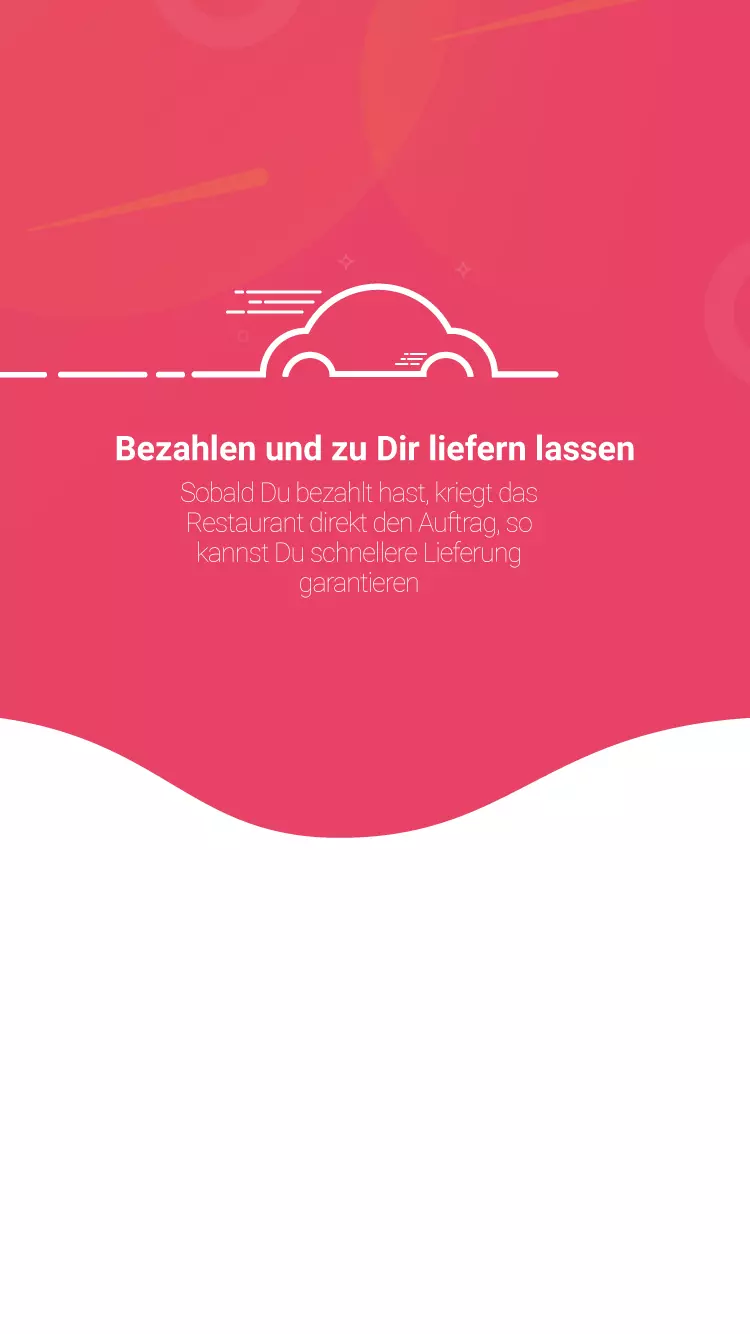 Bezahlen und zu Dir liefern lassen
Sobald Du bezahlt hast, kriegt das
Restaurant direkt den Auftrag, so
kannst Du schnellere Lieferung
garantieren